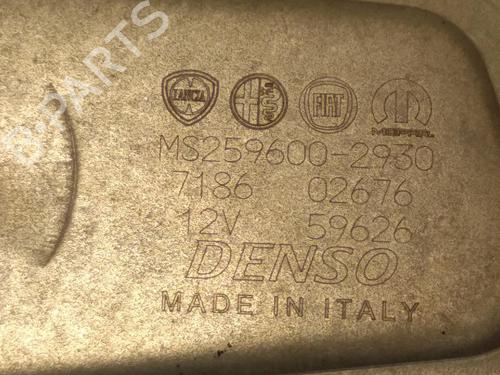 B-PARTS
LANCIA FIAT MOPAR
MS259600-2930
7186 02676
12V 59626
DENSO
MADE IN ITALY